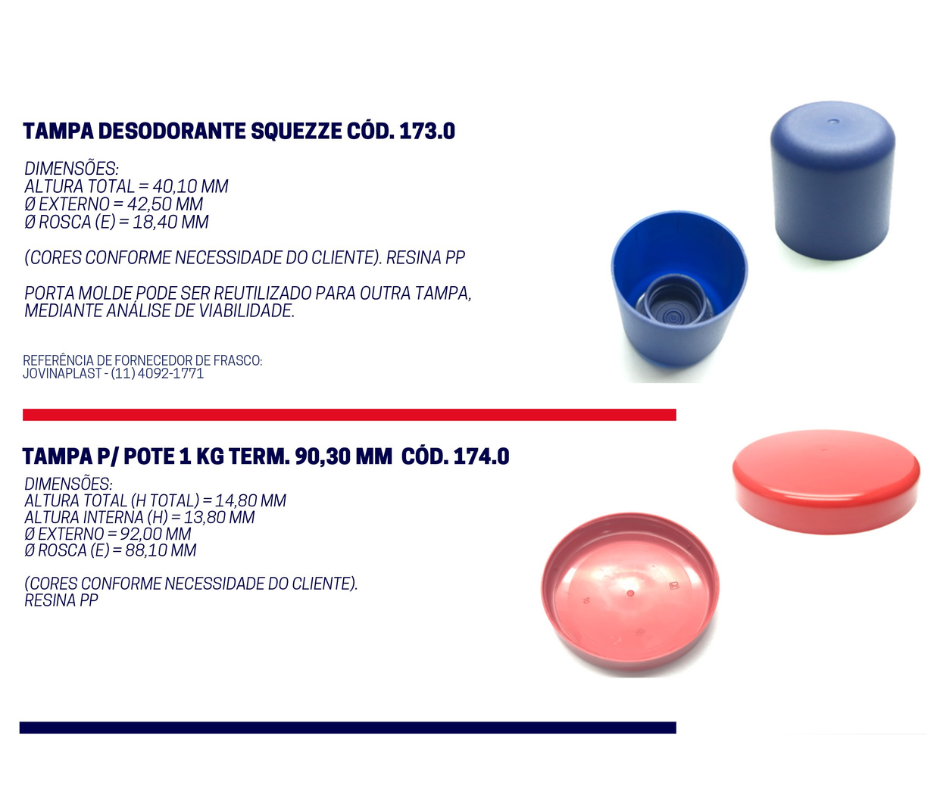 TAMPA DESODORANTE SQUEZZE CÓD. 173.0
DIMENSÕES:
ALTURA TOTAL = 40,10 MM
Ø EXTERNO = 42,50 MM
Ø ROSCA (E) = 18,40 MM
(CORES CONFORME NECESSIDADE DO CLIENTE). RESINA PP
PORTA MOLDE PODE SER REUTILIZADO PARA OUTRA TAMPA,
MEDIANTE ANÁLISE DE VIABILIDADE.
REFERÊNCIA DE FORNECEDOR DE FRASCO:
JOVINAPLAST - (11) 4092-1771
TAMPA P/ POTE 1 KG TERM. 90,30 MM CÓD. 174.0
DIMENSÕES:
ALTURA TOTAL (H TOTAL) = 14,80 MM
ALTURA INTERNA (H) = 13,80 MM
Ø EXTERNO = 92,00 MM
Ø ROSCA (E) = 88,10 MM
(CORES CONFORME NECESSIDADE DO CLIENTE).
RESINA PP